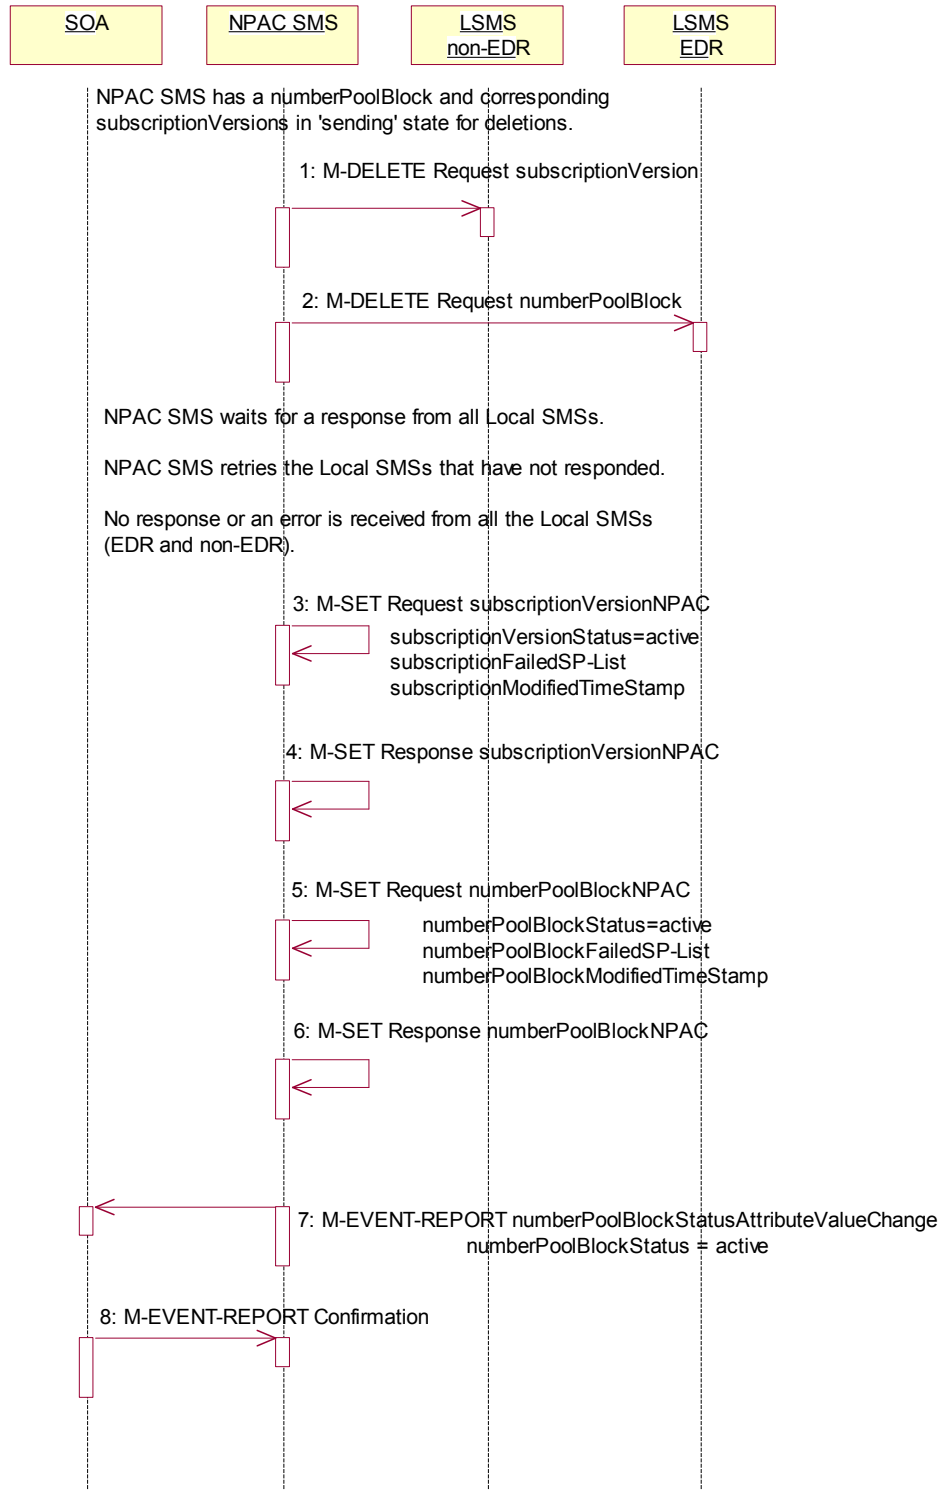 SOA
NPAC SMS
LSMS
non-EDR
LSMS
EDR
NPAC SMS has a numberPoolBlock and corresponding
subscriptionVersions in 'sending' state for deletions.
1: M-DELETE Request subscriptionVersion
2: M-DELETE Request numberPoolBlock
NPAC SMS waits for a response from all Local SMSs.
NPAC SMS retries the Local SMSs that have not responded.
No response or an error is received from all the Local SMSs
(EDR and non-EDR).
3: M-SET Request subscriptionVersionNPAC
subscriptionVersionStatus=active
subscriptionFailedSP-List
subscriptionModifiedTimeStamp
4: M-SET Response subscriptionVersionNPAC
5: M-SET Request numberPoolBlockNPAC
numberPoolBlockStatus=active
numberPoolBlockFailedSP-List
numberPoolBlockModifiedTimeStamp
6: M-SET Response numberPoolBlockNPAC
7: M-EVENT-REPORT numberPoolBlockStatusAttributeValueChange
numberPoolBlockStatus = active
8: M-EVENT-REPORT Confirmation